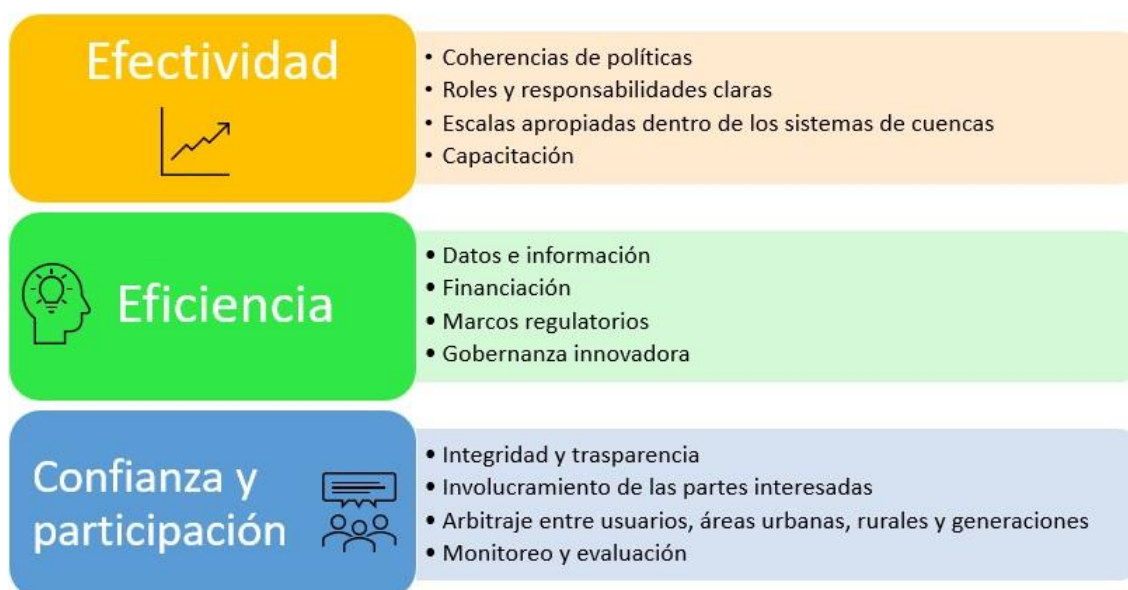 Efectividad
• Coherencias de políticas
• Roles y responsabilidades claras
• Escalas apropiadas dentro de los sistemas de cuencas
• Capacitación
Eficiencia
• Datos e información
• Financiación
• Marcos regulatorios
• Gobernanza innovadora
Confianza y
participación
• Integridad y trasparencia
• Involucramiento de las partes interesadas
• Arbitraje entre usuarios, áreas urbanas, rurales y generaciones
• Monitoreo y evaluación